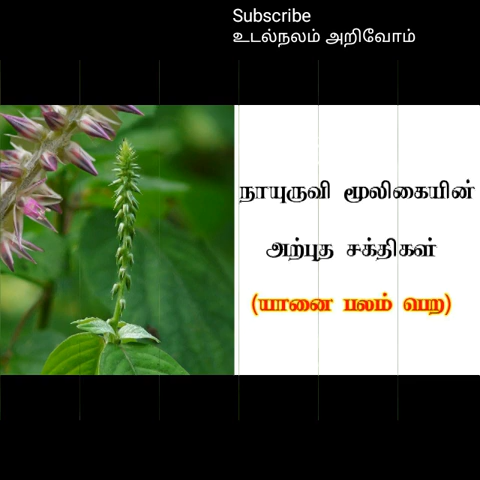 Subscribe
உடல்நலம் அறிவோம்
நாயுருவி மூலிகையின்
அற்புத சக்திகள்
(யானை பலம் பெற)